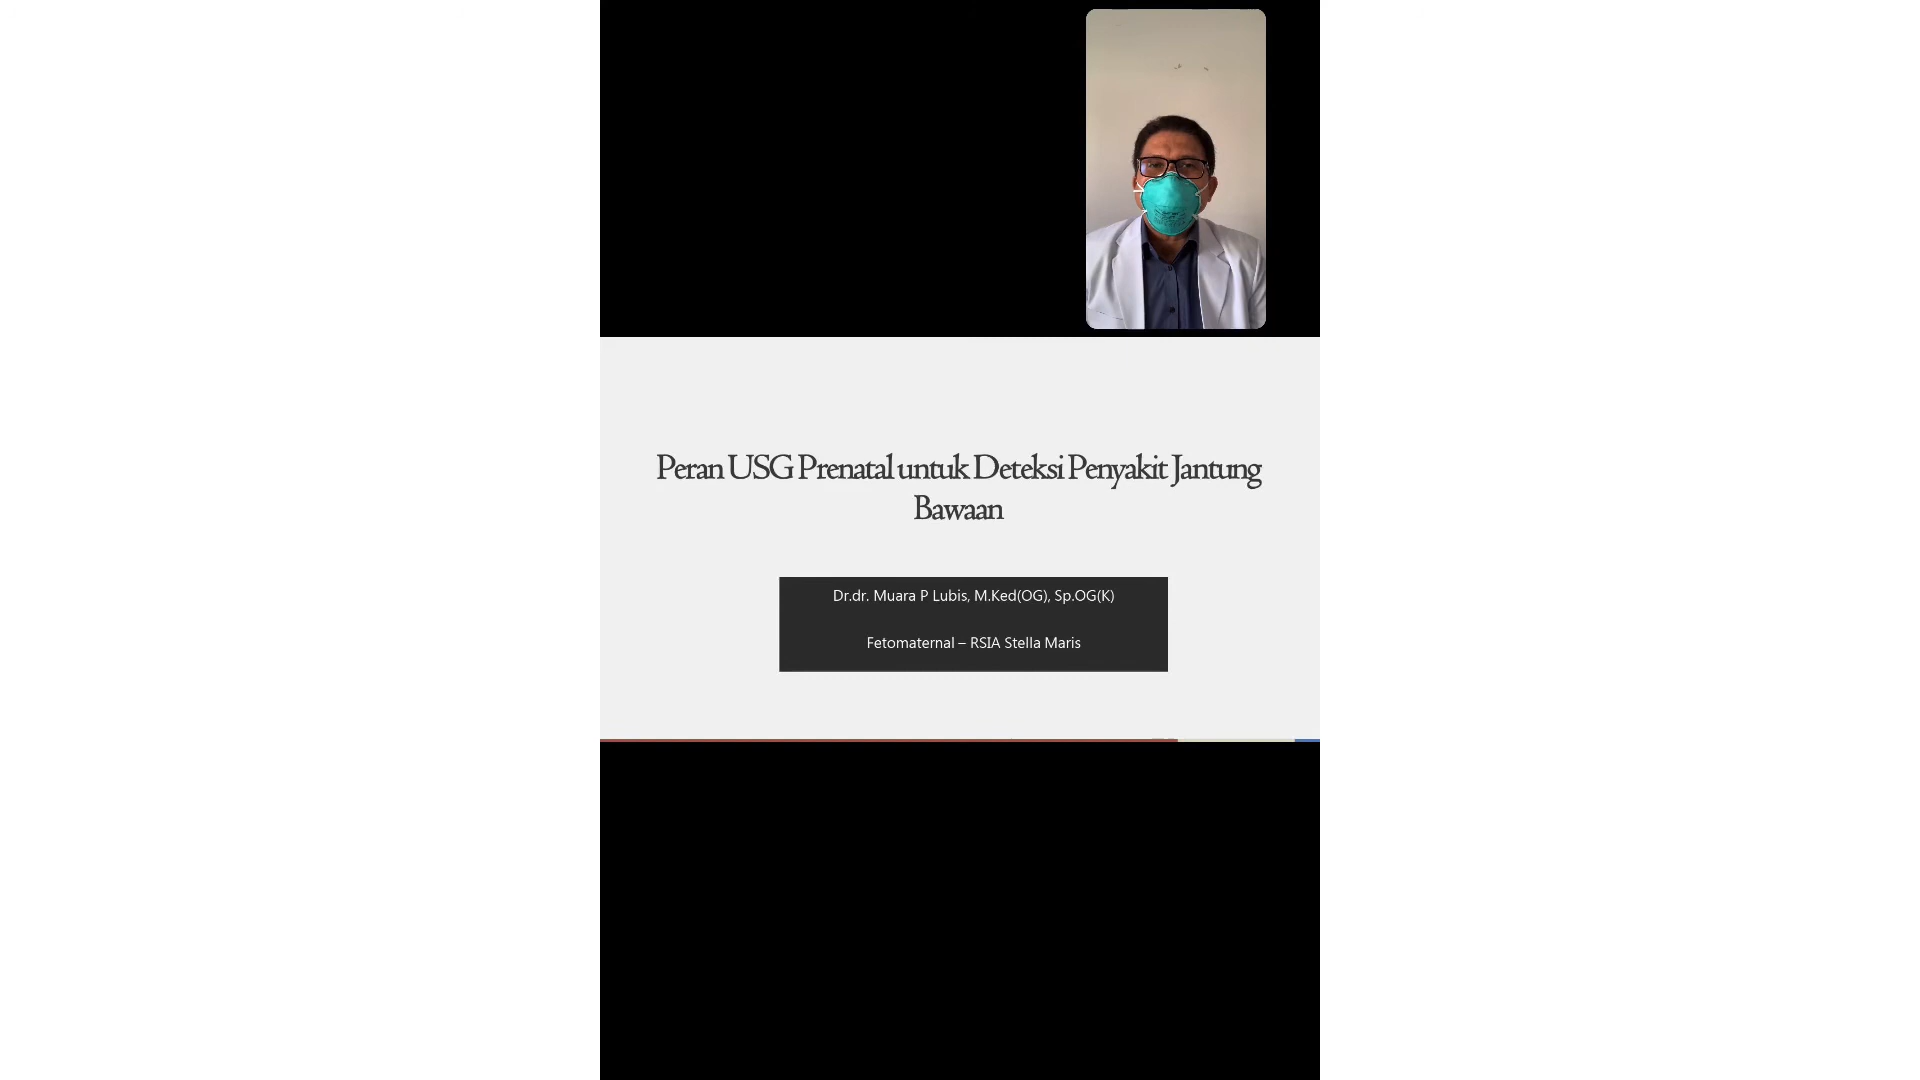 Peran USG Prenatal untuk Deteksi Penyakit Jantung
Bawaan
Dr.dr. Muara P Lubis, M.Ked(OG), Sp.OG(K)
Fetomaternal – RSIA Stella Maris